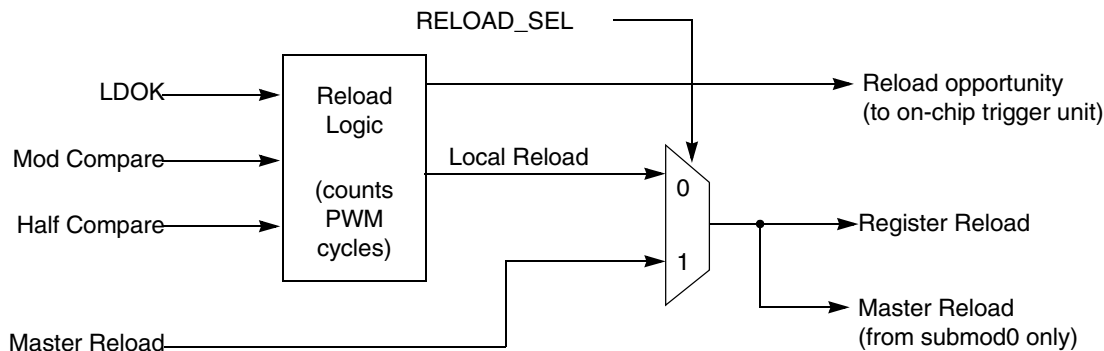 RELOAD_SEL
LDOK
Mod Compare
Half Compare
Master Reload
Reload
Logic
(counts
PWM
cycles)
Local Reload
0
1
Reload opportunity
(to on-chip trigger unit)
Register Reload
Master Reload
(from submod0 only)